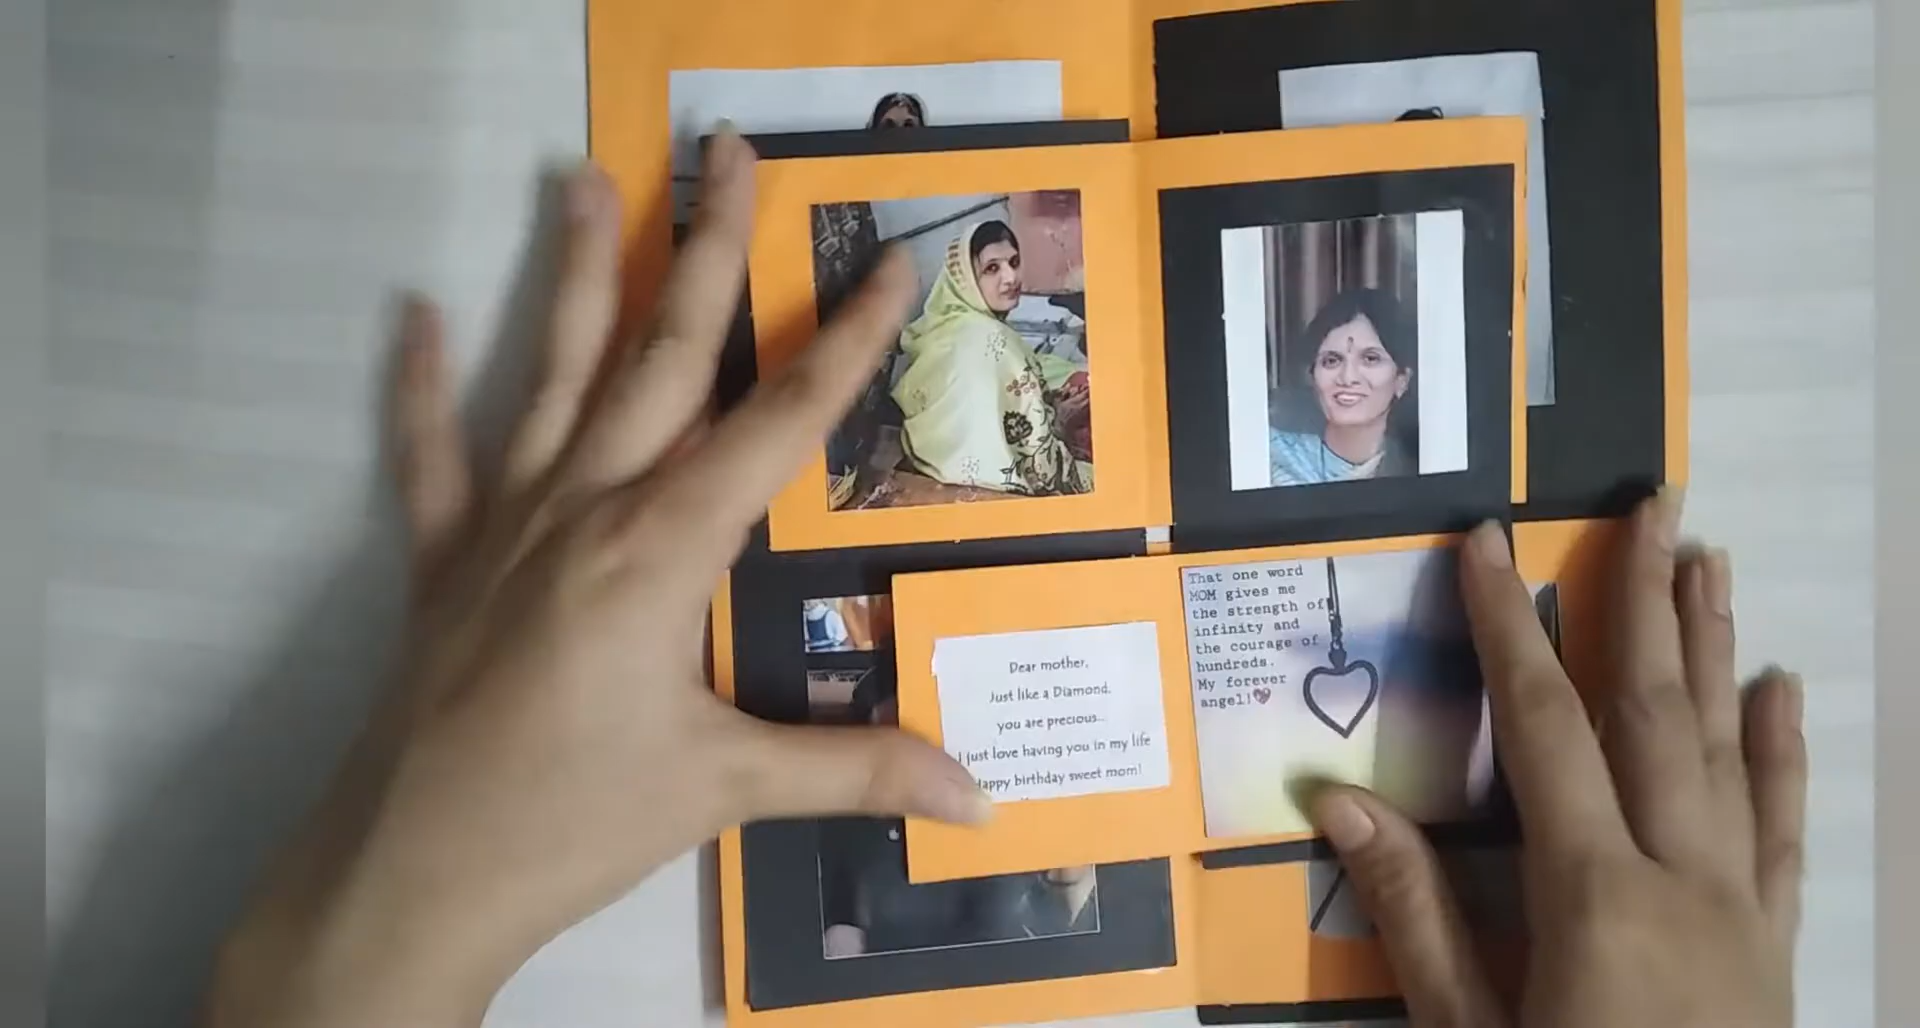 Dear mother,
Just like a Diamond,
you are precious...
I just love having you in my life
Happy birthday sweet mom!
That one word
MOM gives me
the strength of
infinity and
the courage of
hundreds.
My forever
angel!💖